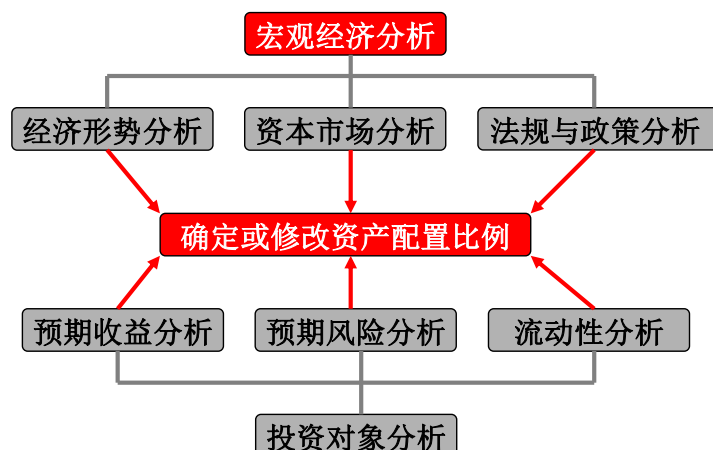 宏观经济分析
经济形势分析
资本市场分析
法规与政策分析
确定或修改资产配置比例
预期收益分析
预期风险分析
流动性分析
投资对象分析